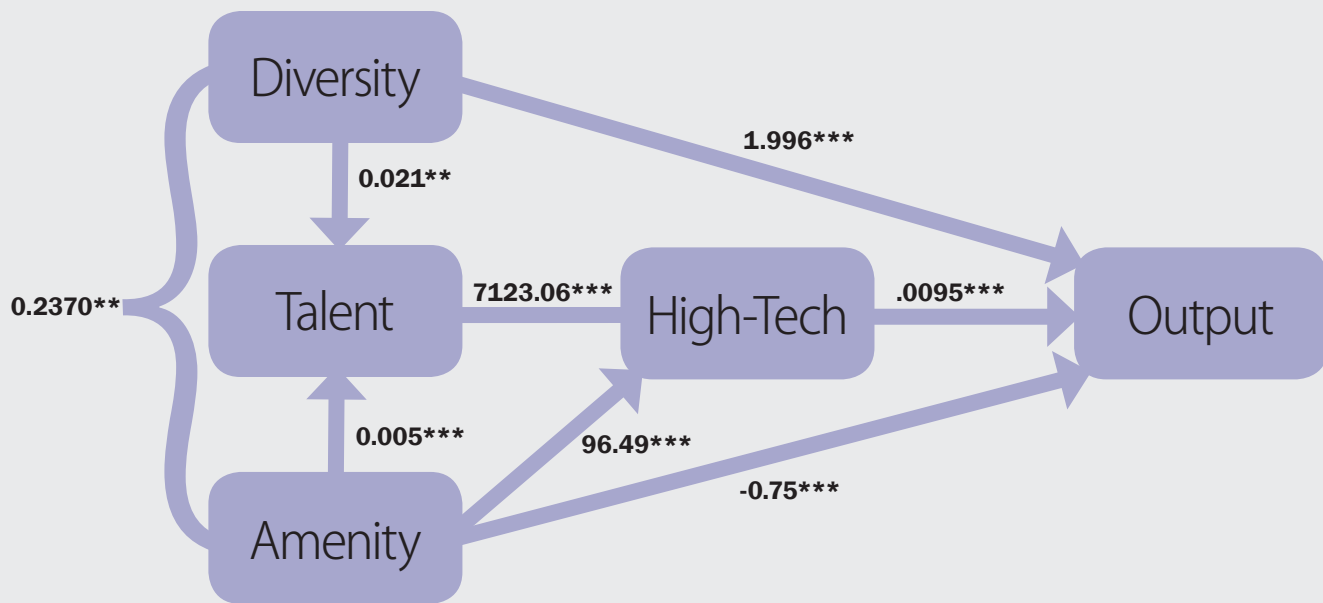 Diversity
1.996***
0.021**
0.2370**
Talent
7123.06***
High-Tech
.0095***
Output
0.005***
96.49***
-0.75***
Amenity